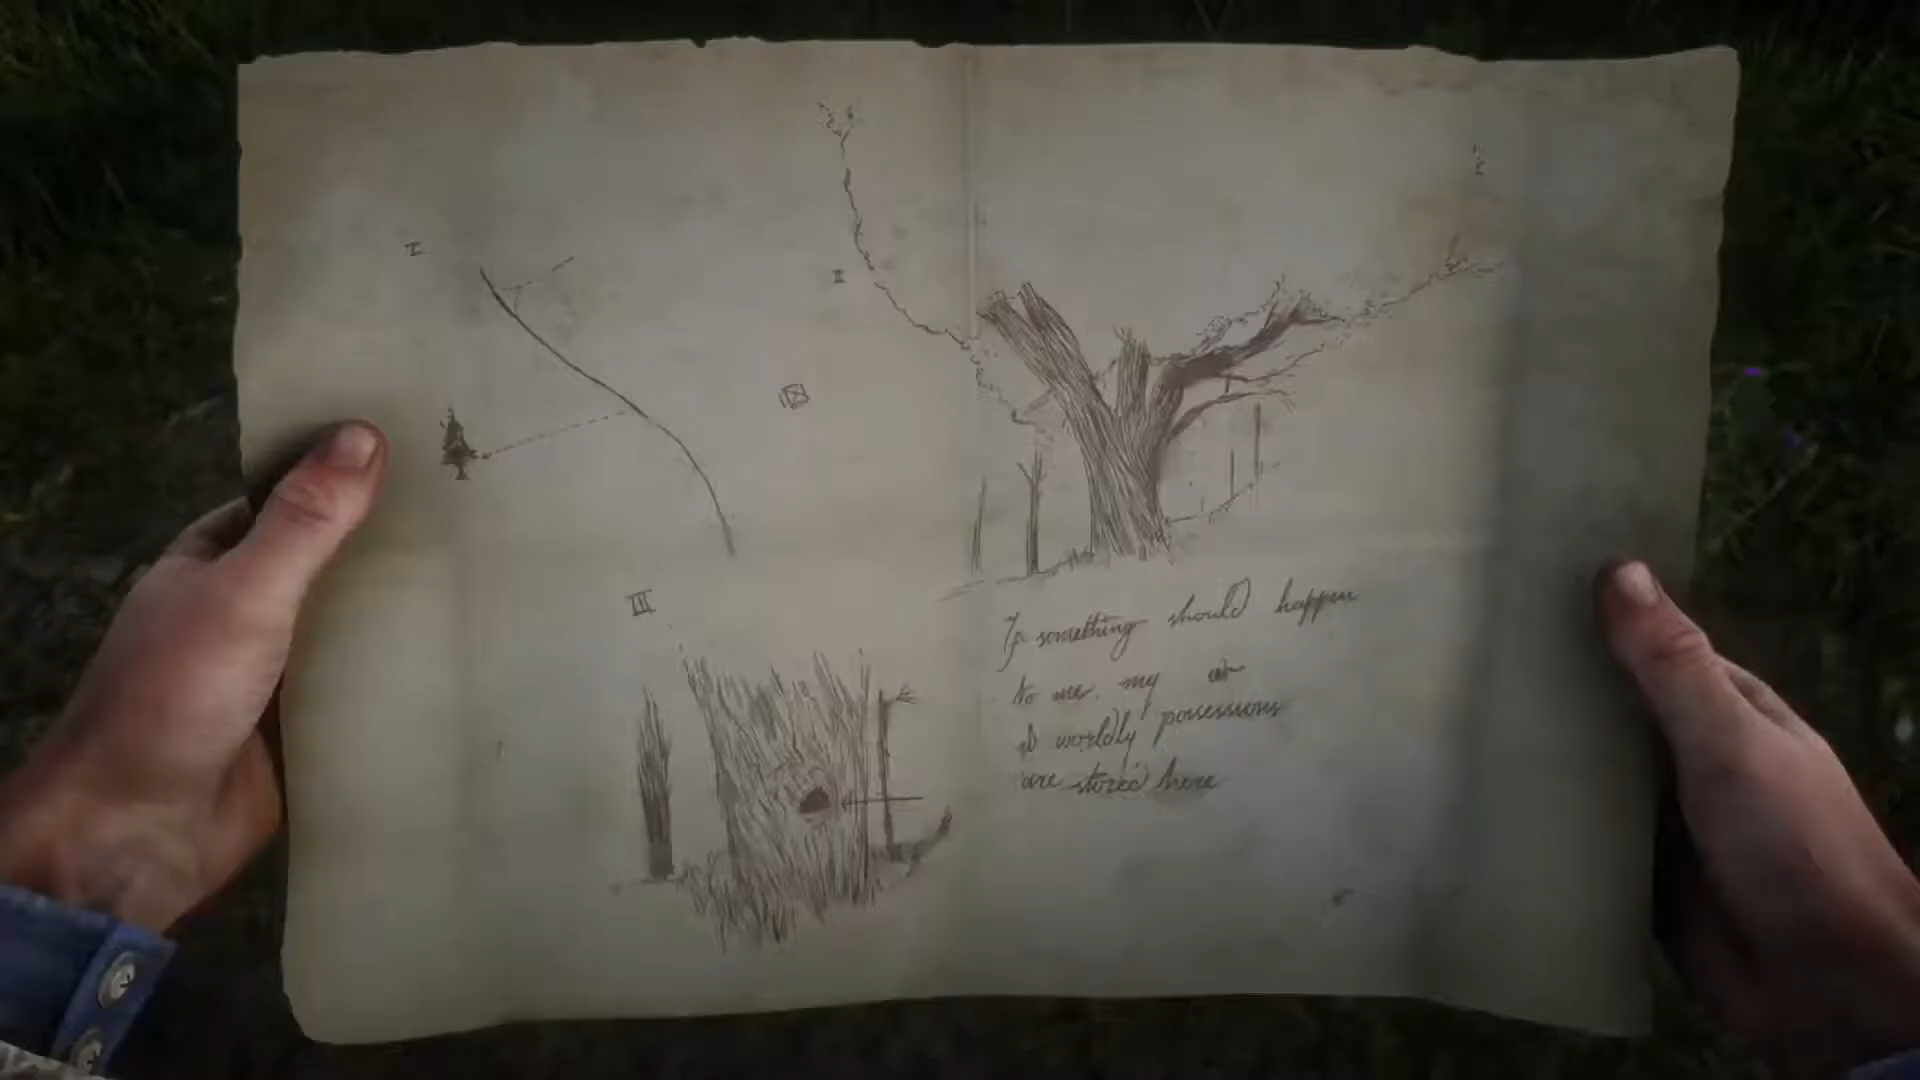 I
II
III
If something should happen
to me, my
worldly possessions
are stored here